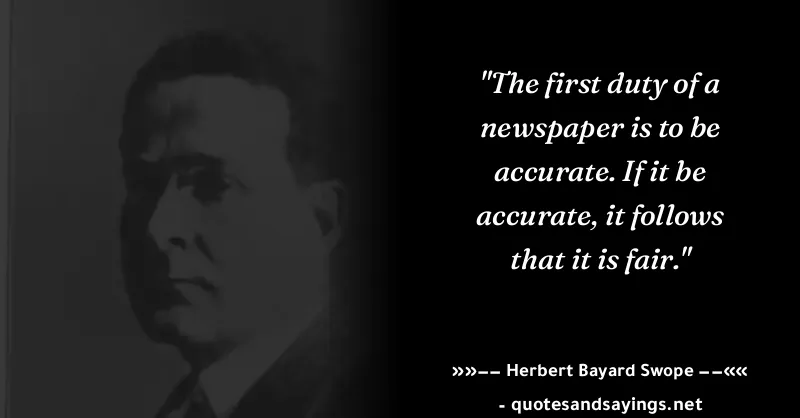 "The first duty of a
newspaper is to be
accurate. If it be
accurate, it follows
that it is fair."
»»–– Herbert Bayard Swope ––««
- quotesandsayings.net